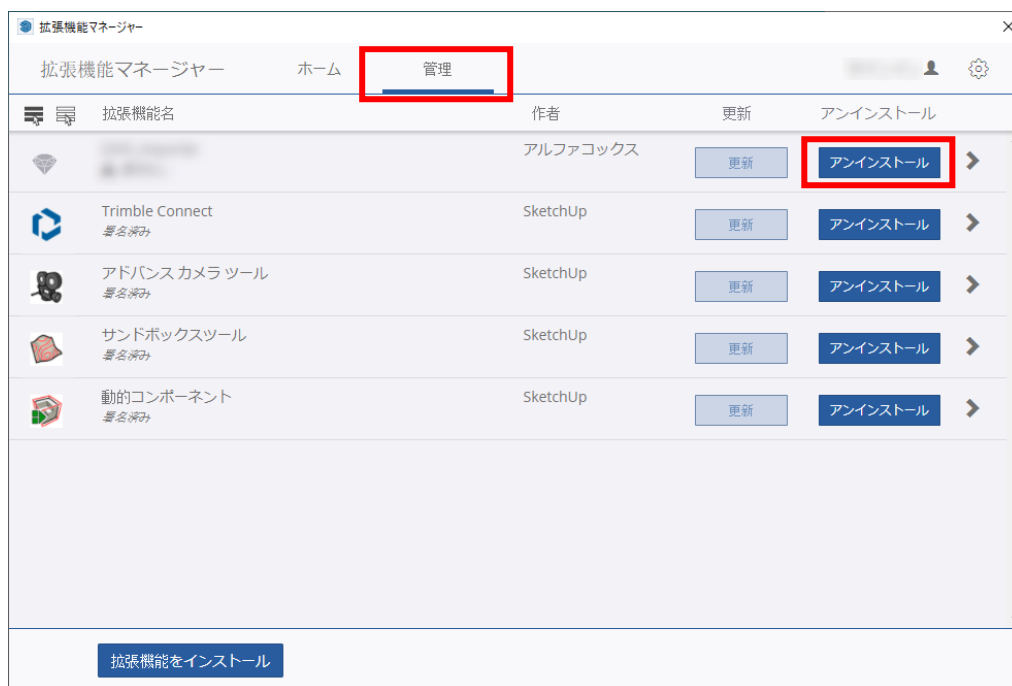 拡張機能マネージャー
拡張機能マネージャー ホーム 管理
拡張機能名 作者 更新 アンインストール
アルファコックス 更新 アンインストール
Trimble Connect SketchUp 更新 アンインストール
署名済み
アドバンス カメラ ツール SketchUp 更新 アンインストール
署名済み
サンドボックスツール SketchUp 更新 アンインストール
署名済み
動的コンポーネント SketchUp 更新 アンインストール
署名済み
拡張機能をインストール